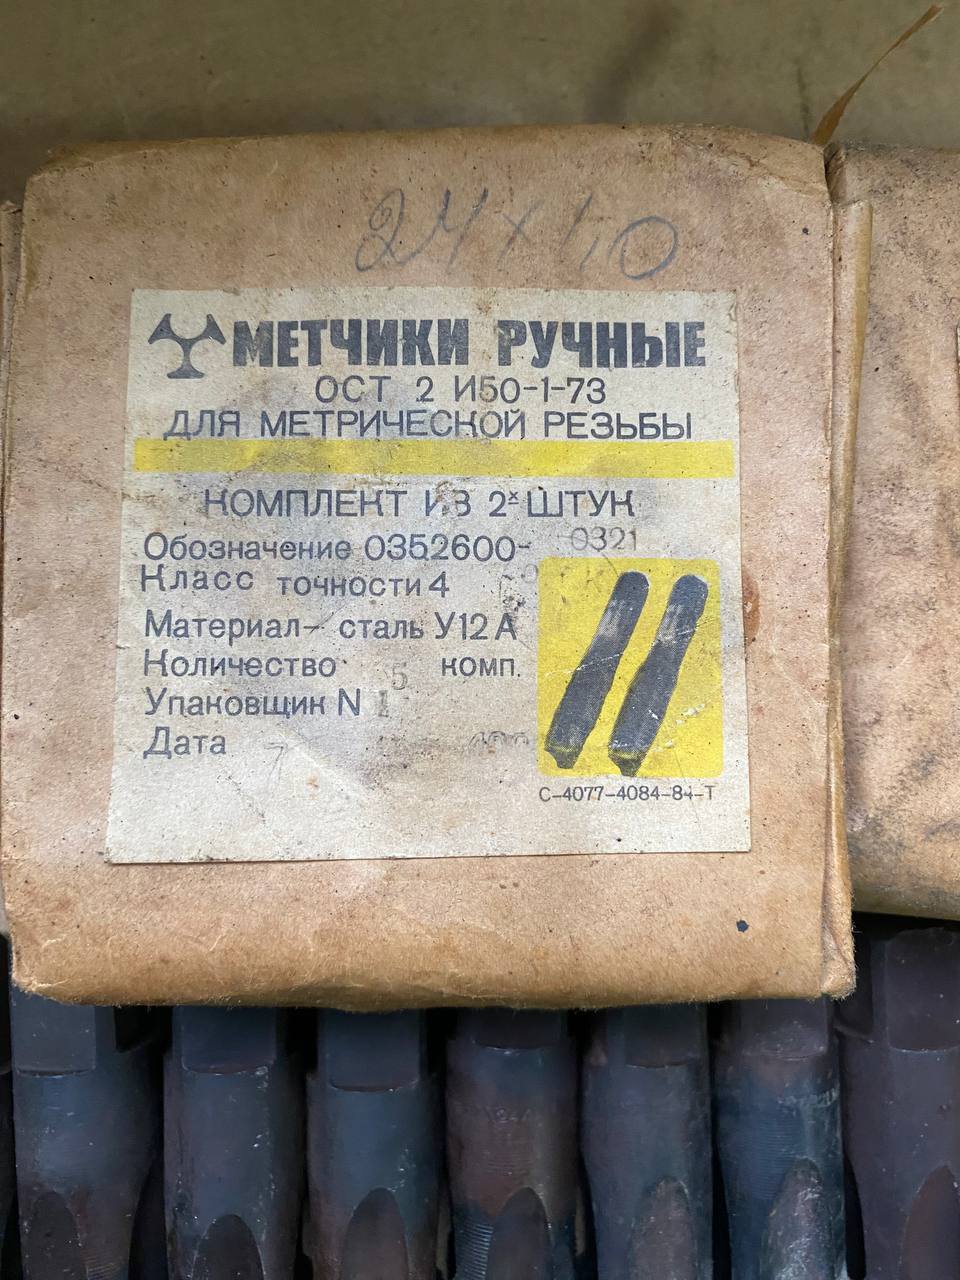 24×1,0
МЕТЧИКИ РУЧНЫЕ
ОСТ 2 И50-1-73
ДЛЯ МЕТРИЧЕСКОЙ РЕЗЬБЫ
КОМПЛЕКТ ИЗ 2ˣ ШТУК
Обозначение 0352600- 0321
Класс точности 4
Материал- сталь У12А
Количество 5 комп.
Упаковщик N 1
Дата
С-4077-4084-84-Т